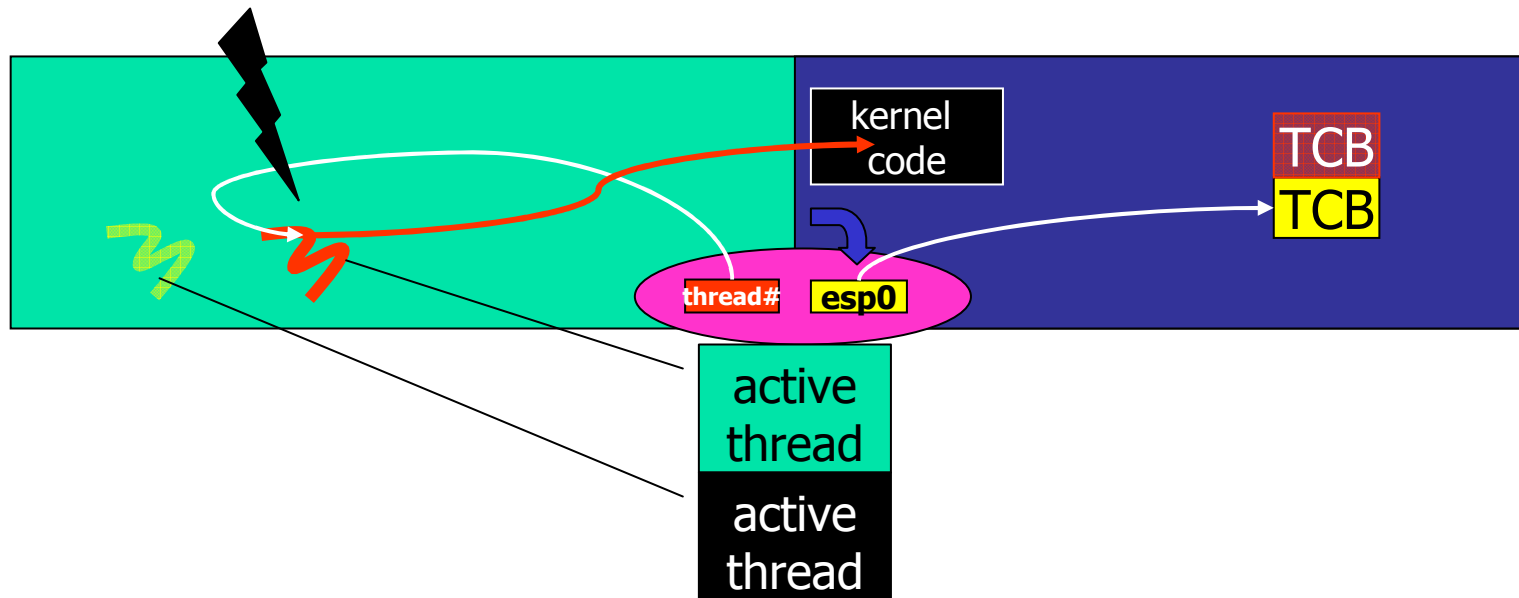 kernel
code
TCB
TCB
thread#
esp0
active
thread
active
thread